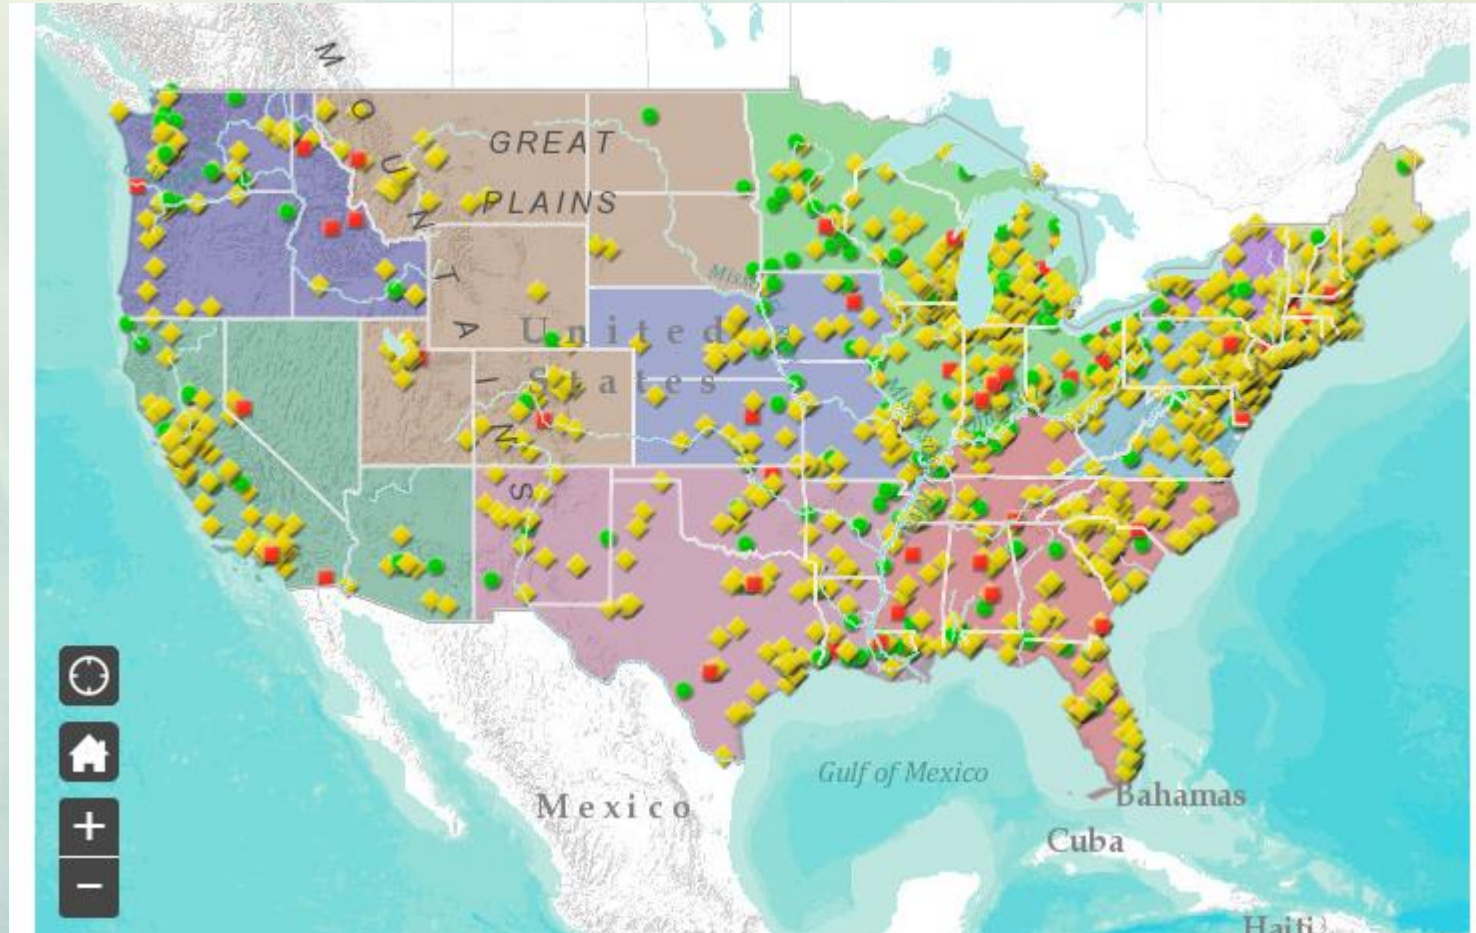 MOUNTAINS
GREAT
PLAINS
United
States
Gulf of Mexico
Mexico
Bahamas
Cuba
Haiti
+
−